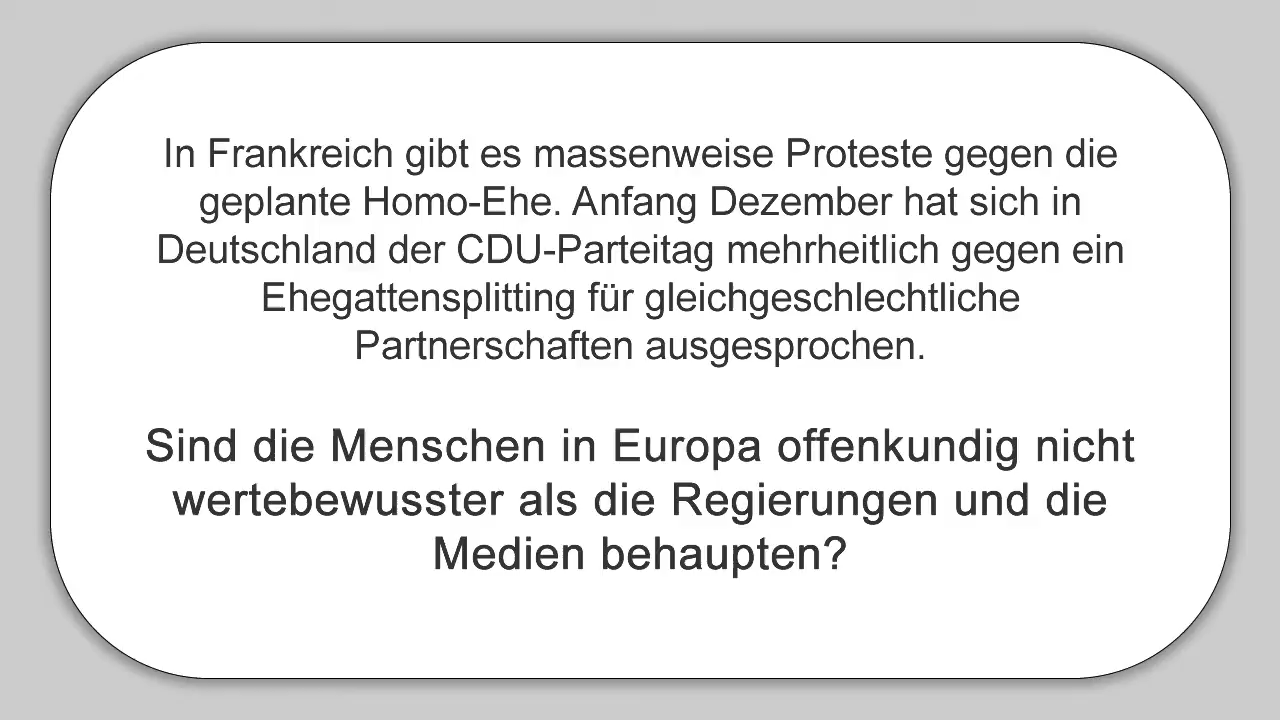 In Frankreich gibt es massenweise Proteste gegen die
geplante Homo-Ehe. Anfang Dezember hat sich in
Deutschland der CDU-Parteitag mehrheitlich gegen ein
Ehegattensplitting für gleichgeschlechtliche
Partnerschaften ausgesprochen.
Sind die Menschen in Europa offenkundig nicht
wertebewusster als die Regierungen und die
Medien behaupten?